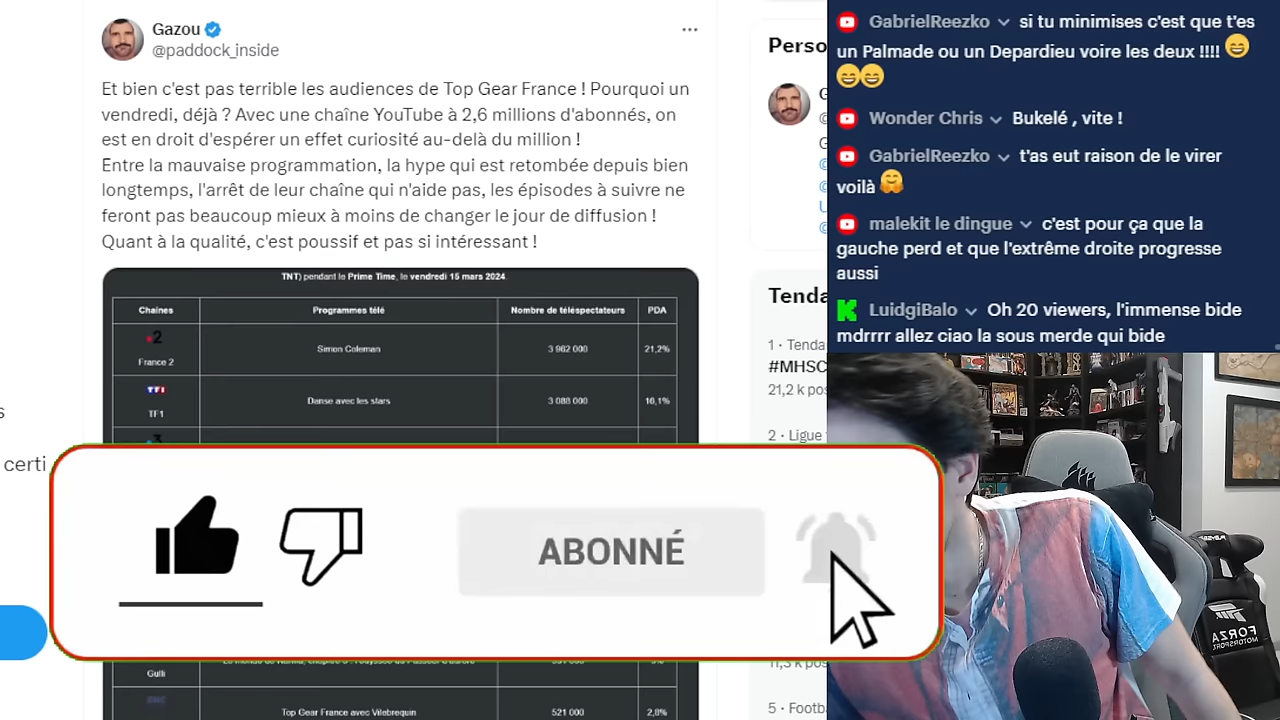 Gazou
@paddock_inside
Et bien c'est pas terrible les audiences de Top Gear France ! Pourquoi un
vendredi, déjà ? Avec une chaîne YouTube à 2,6 millions d'abonnés, on
est en droit d'espérer un effet curiosité au-delà du million !
Entre la mauvaise programmation, la hype qui est retombée depuis bien
longtemps, l'arrêt de leur chaîne qui n'aide pas, les épisodes à suivre ne
feront pas beaucoup mieux à moins de changer le jour de diffusion !
Quant à la qualité, c'est poussif et pas si intéressant !
TNT) pendant le Prime Time, le vendredi 15 mars 2024.
Chaînes Programmes télé Nombre de téléspectateurs PDA
2
France 2 Simon Coleman 3 962 000 21,2%
TF1
TF1 Danse avec les stars 3 088 000 16,1%
3
Gulli
Top Gear France avec Vilebrequin 521 000 2,8%
s
certi
ABONNÉ
Perso
G
@
G
@
@
U
@
Tenda
1 · Tenda
#MHSC
21,2 k pos
2 · Ligue
11,3 k pos
5 · Footb
GabrielReezko si tu minimises c'est que t'es
un Palmade ou un Depardieu voire les deux !!!! 😄
😄😄
Wonder Chris Bukelé , vite !
GabrielReezko t'as eut raison de le virer
voilà 🤗
malekit le dingue c'est pour ça que la
gauche perd et que l'extrême droite progresse
aussi
LuidgiBalo Oh 20 viewers, l'immense bide
mdrrrr allez ciao la sous merde qui bide
FORZA
MOTORSPORT